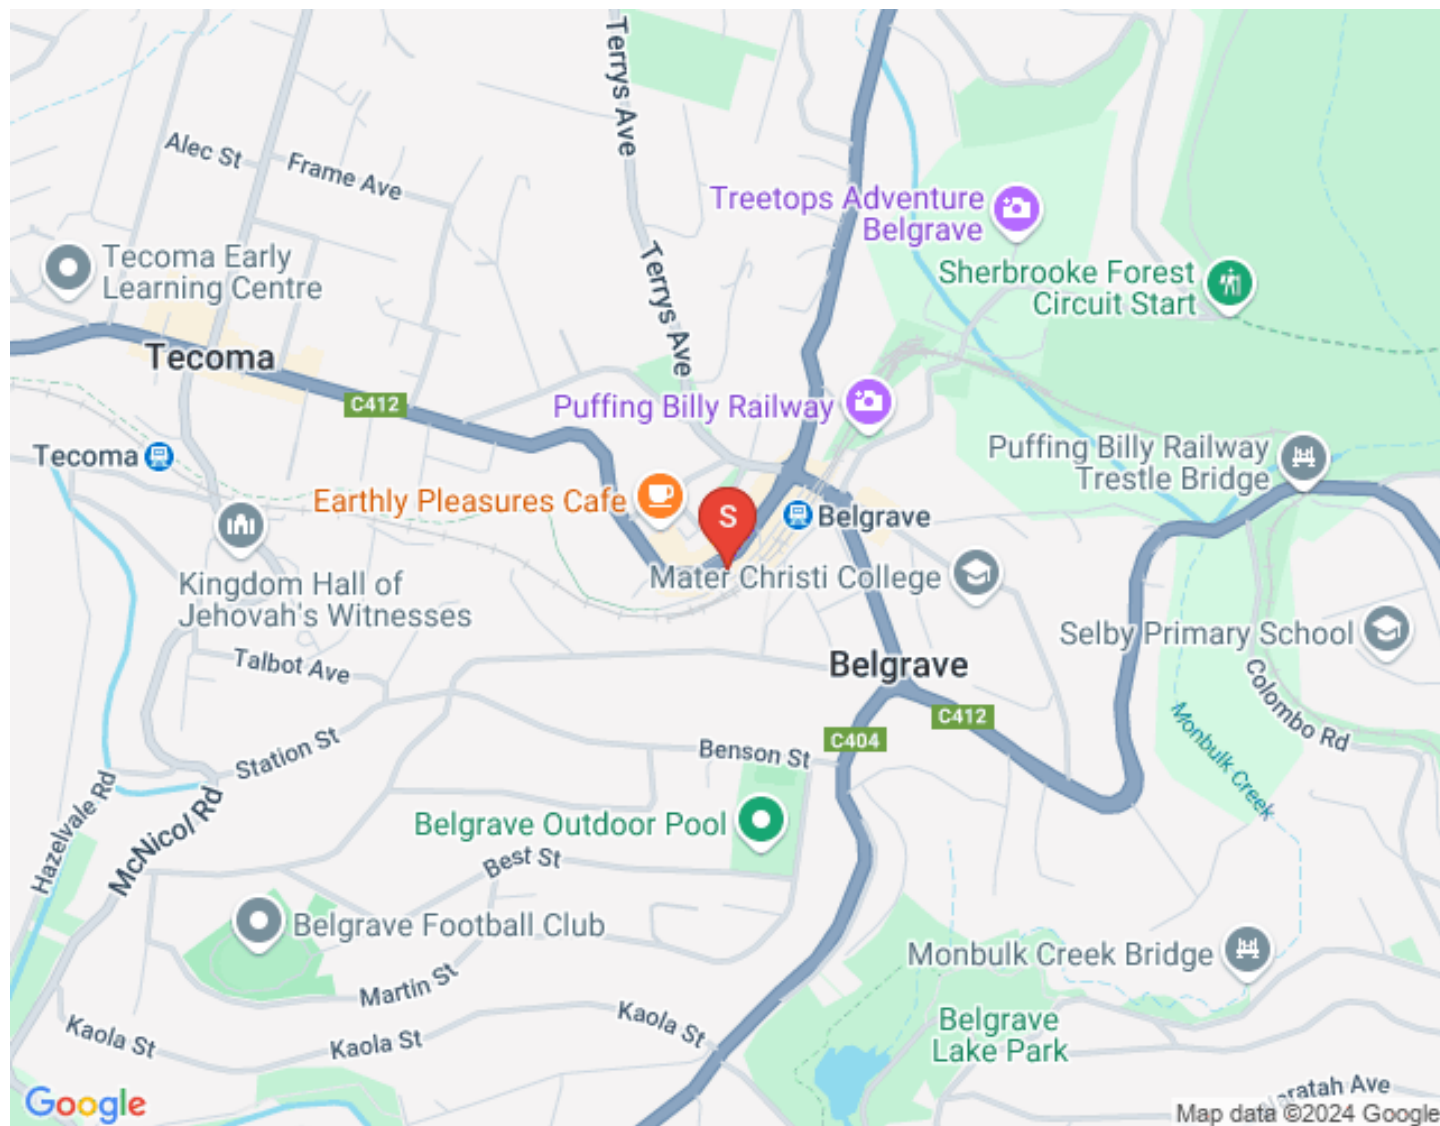 Terrys Ave
Alec St
Frame Ave
Treetops Adventure
Belgrave
Tecoma Early
Learning Centre
Terrys Ave
Sherbrooke Forest
Circuit Start
Tecoma
C412
Puffing Billy Railway
Tecoma
Puffing Billy Railway
Trestle Bridge
Earthly Pleasures Cafe
S
Belgrave
Kingdom Hall of
Jehovah's Witnesses
Mater Christi College
Selby Primary School
Talbot Ave
Belgrave
Colombo Rd
C412
C404
Monbulk Creek
Station St
Benson St
Hazelvale Rd
McNicol Rd
Belgrave Outdoor Pool
Best St
Belgrave Football Club
Monbulk Creek Bridge
Martin St
Kaola St
Kaola St
Kaola St
Belgrave
Lake Park
Ave
Google
Map data ©2024 Google